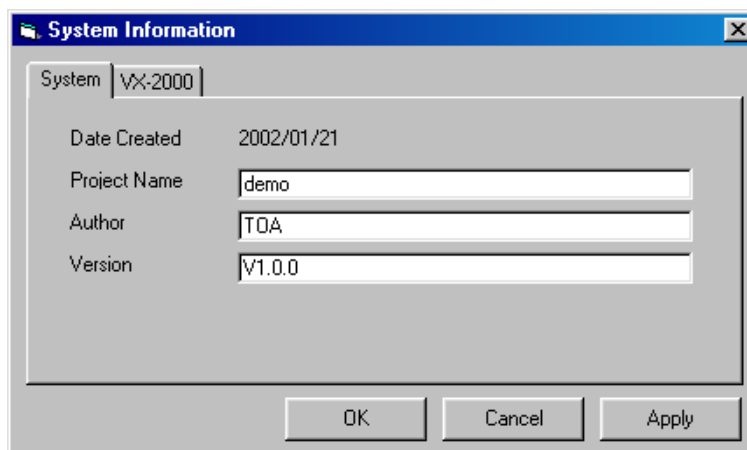 System Information
System VX-2000
Date Created 2002/01/21
Project Name demo
Author TOA
Version V1.0.0
OK Cancel Apply